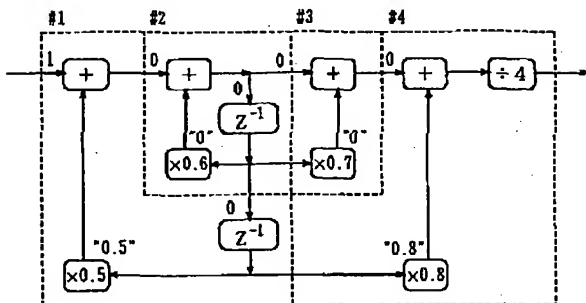 #1 #2 #3 #4
1 + 0 + 0 + 0 + ÷4
0
Z⁻¹
"0" "0"
×0.6 ×0.7
0
Z⁻¹
"0.5" "0.8"
×0.5 ×0.8